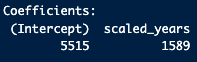 Coefficients:
(Intercept) scaled_years
5515 1589